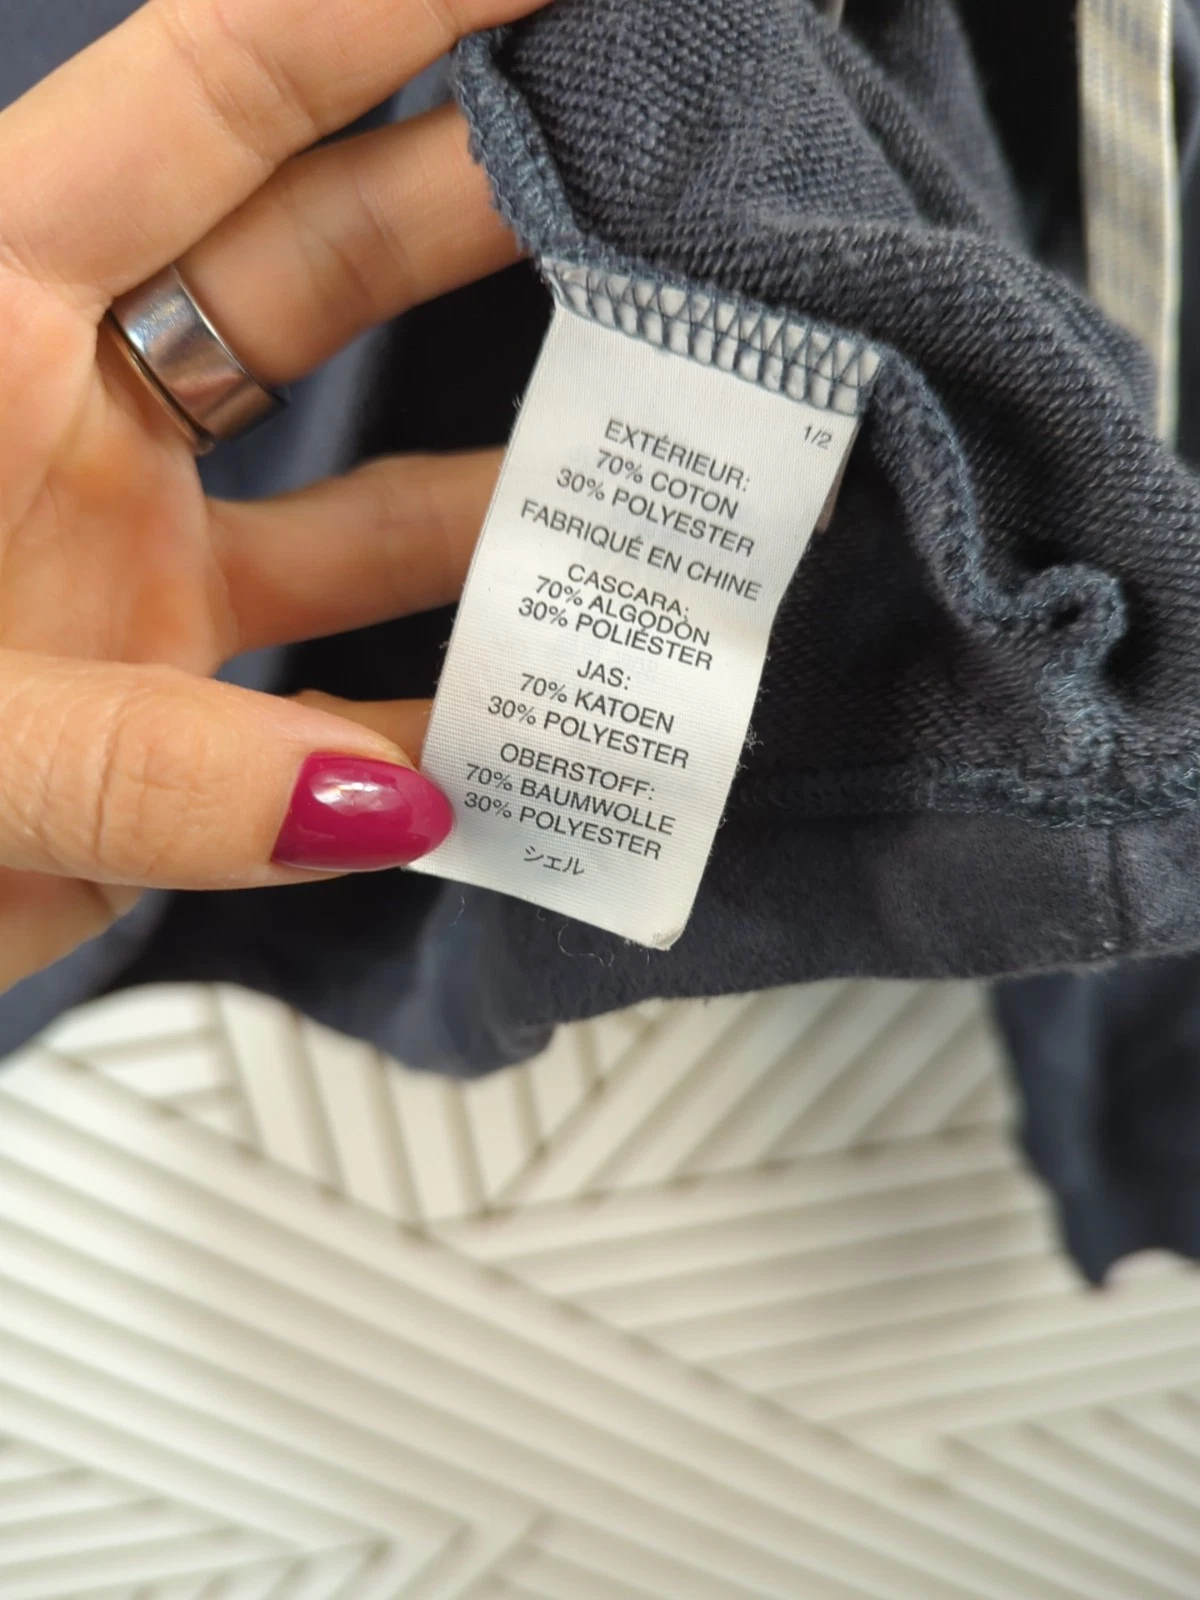 1/2
EXTÉRIEUR:
70% COTON
30% POLYESTER
FABRIQUÉ EN CHINE
CASCARA:
70% ALGODÓN
30% POLIÉSTER
JAS:
70% KATOEN
30% POLYESTER
OBERSTOFF:
70% BAUMWOLLE
30% POLYESTER
シェル